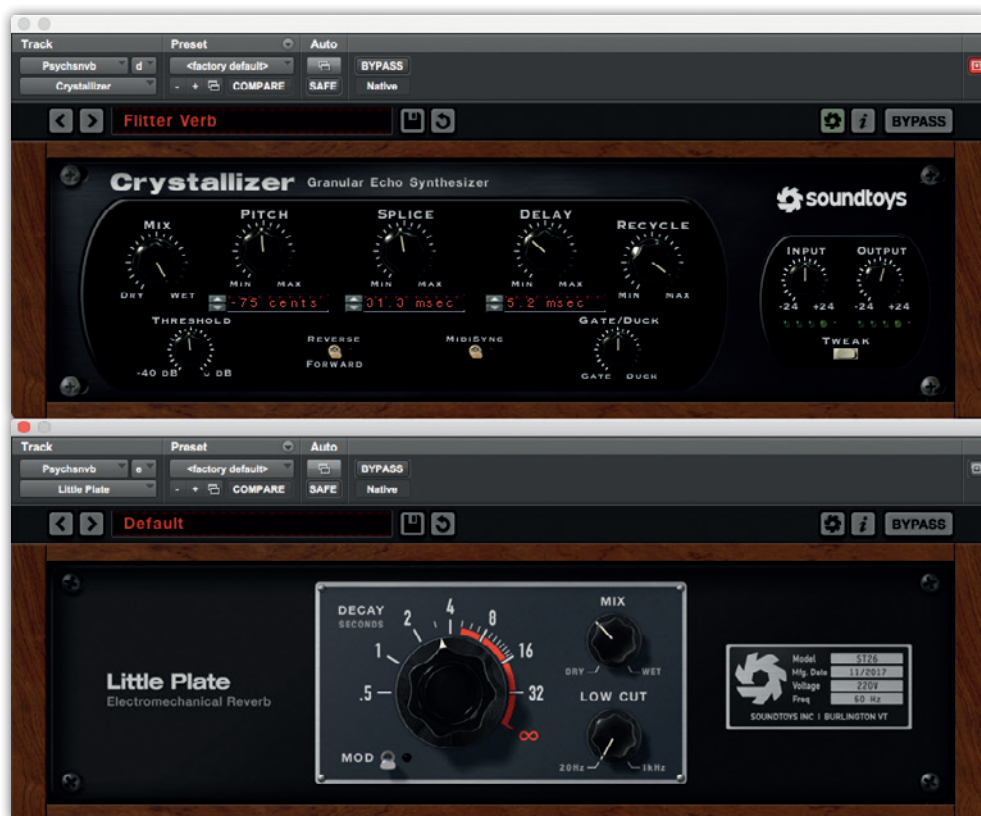 Track Preset Auto
Psychsnvb d <factory default> BYPASS
Crystallizer - + COMPARE SAFE Native
Flitter Verb i BYPASS
Crystallizer Granular Echo Synthesizer
soundtoys
MIX PITCH SPLICE DELAY RECYCLE
INPUT OUTPUT
DRY WET MIN MAX MIN MAX MIN MAX MIN MAX
-75 cents 31.3 msec 5.2 msec
-24 +24 -24 +24
THRESHOLD REVERSE MIDISYNC GATE/DUCK
TWEAK
FORWARD
-40 DB 0 DB GATE DUCK
Track Preset Auto
Psychsnvb e <factory default> BYPASS
Little Plate - + COMPARE SAFE Native
Default i BYPASS
DECAY
SECONDS
.5 1 2 4 8 16 32 ∞
MIX
DRY WET
LOW CUT
20Hz 1kHz
MOD
Little Plate
Electromechanical Reverb
Model ST26
Mfg. Date 11/2017
Voltage 220V
Freq 60 Hz
SOUNDTOYS INC | BURLINGTON VT